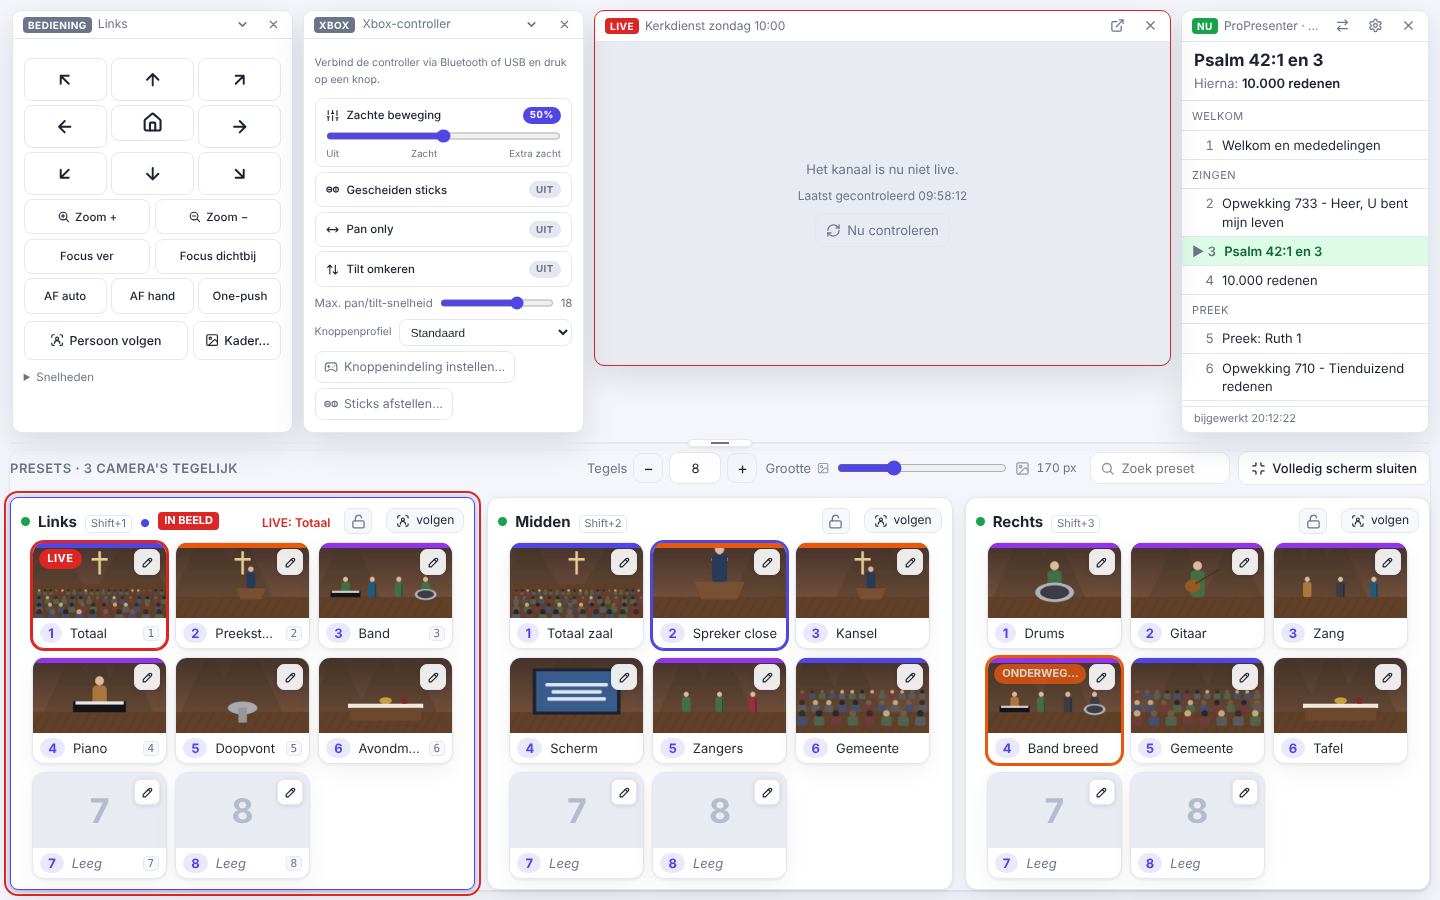 BEDIENING Links
Zoom +
Zoom −
Focus ver
Focus dichtbij
AF auto
AF hand
One-push
Persoon volgen
Kader...
Snelheden
XBOX Xbox-controller
Verbind de controller via Bluetooth of USB en druk
op een knop.
Zachte beweging 50%
Uit Zacht Extra zacht
Gescheiden sticks UIT
Pan only UIT
Tilt omkeren UIT
Max. pan/tilt-snelheid 18
Knoppenprofiel Standaard
Knoppenindeling instellen...
Sticks afstellen...
LIVE Kerkdienst zondag 10:00
Het kanaal is nu niet live.
Laatst gecontroleerd 09:58:12
Nu controleren
NU ProPresenter · ...
Psalm 42:1 en 3
Hierna: 10.000 redenen
WELKOM
1 Welkom en mededelingen
ZINGEN
2 Opwekking 733 - Heer, U bent
mijn leven
3 Psalm 42:1 en 3
4 10.000 redenen
PREEK
5 Preek: Ruth 1
6 Opwekking 710 - Tienduizend
redenen
bijgewerkt 20:12:22
PRESETS · 3 CAMERA'S TEGELIJK
Tegels − 8 + Grootte 170 px
Zoek preset
Volledig scherm sluiten
Links Shift+1 IN BEELD LIVE: Totaal volgen
LIVE
1 Totaal 1
2 Preekst... 2
3 Band 3
4 Piano 4
5 Doopvont 5
6 Avondm... 6
7
7 Leeg 7
8
8 Leeg 8
Midden Shift+2 volgen
1 Totaal zaal
2 Spreker close
3 Kansel
4 Scherm
5 Zangers
6 Gemeente
7
7 Leeg
8
8 Leeg
Rechts Shift+3 volgen
1 Drums
2 Gitaar
3 Zang
ONDERWEG...
4 Band breed
5 Gemeente
6 Tafel
7
7 Leeg
8
8 Leeg